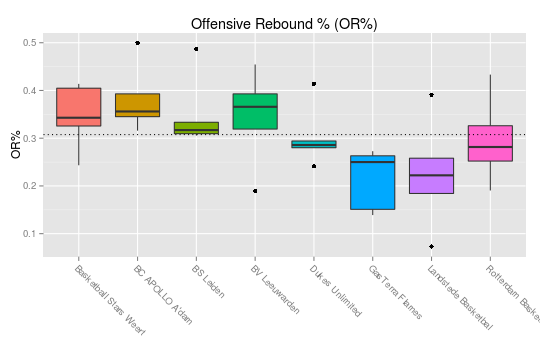 Offensive Rebound % (OR%)
0.5
0.4
0.3
0.2
0.1
OR%
Basketball Stars Weert
BC APOLLO A'dam
BS Leiden
BV Leeuwarden
Dukes Unlimited
GasTerra Flames
Landstede Basketbal
Rotterdam Basket